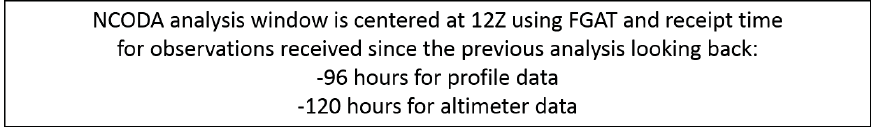 NCODA analysis window is centered at 12Z using FGAT and receipt time
for observations received since the previous analysis looking back:
-96 hours for profile data
-120 hours for altimeter data